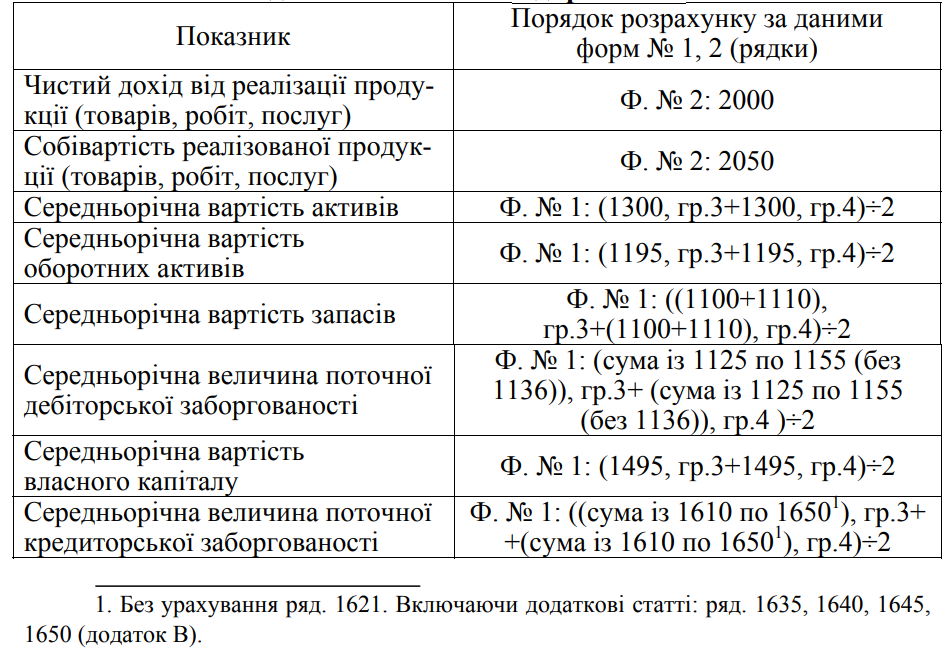 Показник
Порядок розрахунку за даними
форм № 1, 2 (рядки)
Чистий дохід від реалізації проду-
кції (товарів, робіт, послуг)
Ф. № 2: 2000
Собівартість реалізованої продук-
ції (товарів, робіт, послуг)
Ф. № 2: 2050
Середньорічна вартість активів
Ф. № 1: (1300, гр.3+1300, гр.4)÷2
Середньорічна вартість
оборотних активів
Ф. № 1: (1195, гр.3+1195, гр.4)÷2
Середньорічна вартість запасів
Ф. № 1: ((1100+1110),
гр.3+(1100+1110), гр.4)÷2
Середньорічна величина поточної
дебіторської заборгованості
Ф. № 1: (сума із 1125 по 1155 (без
1136)), гр.3+ (сума із 1125 по 1155
(без 1136)), гр.4 )÷2
Середньорічна вартість
власного капіталу
Ф. № 1: (1495, гр.3+1495, гр.4)÷2
Середньорічна величина поточної
кредиторської заборгованості
Ф. № 1: ((сума із 1610 по 1650¹), гр.3+
+(сума із 1610 по 1650¹), гр.4)÷2
1. Без урахування ряд. 1621. Включаючи додаткові статті: ряд. 1635, 1640, 1645,
1650 (додаток В).